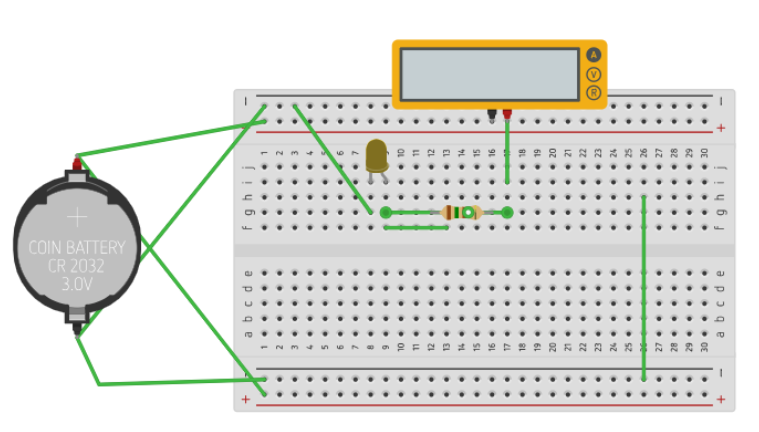 A
V
R
— —
+
1 2 3 4 5 6 7 8 9 10 11 12 13 14 15 16 17 18 19 20 21 22 23 24 25 26 27 28 29 30
j j
i i
h h
g g
f f
COIN BATTERY
CR 2032
3.0V
e e
d d
c c
b b
a a
1 2 3 4 5 6 7 8 9 10 11 12 13 14 15 16 17 18 19 20 21 22 23 24 25 26 27 28 29 30
— —
+ +